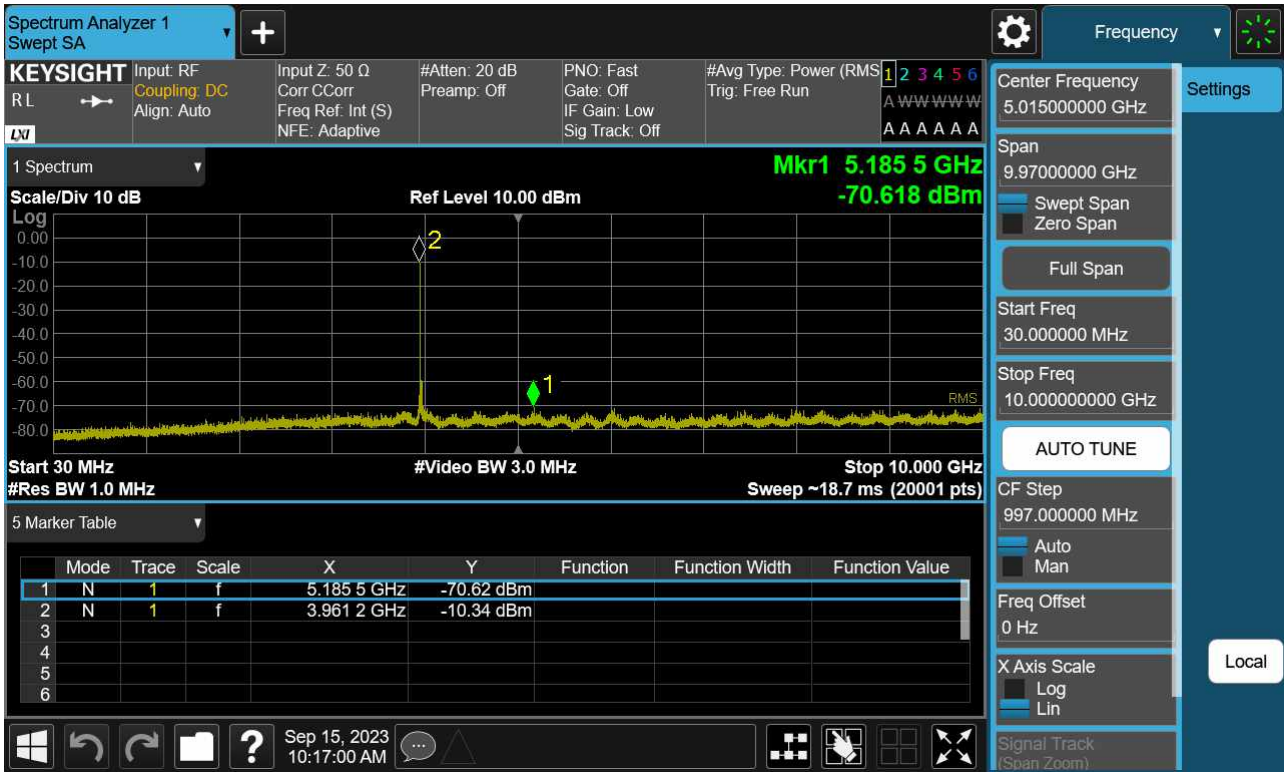 Spectrum Analyzer 1
Swept SA
Frequency
KEYSIGHT
R L
LXI
Input: RF
Coupling: DC
Align: Auto
Input Z: 50 Ω
Corr CCorr
Freq Ref: Int (S)
NFE: Adaptive
#Atten: 20 dB
Preamp: Off
PNO: Fast
Gate: Off
IF Gain: Low
Sig Track: Off
#Avg Type: Power (RMS
Trig: Free Run
1 2 3 4 5 6
A W W W W W
A A A A A A
1 Spectrum
Mkr1 5.185 5 GHz
-70.618 dBm
Scale/Div 10 dB
Ref Level 10.00 dBm
Log
0.00
-10.0
-20.0
-30.0
-40.0
-50.0
-60.0
-70.0
-80.0
2
1
RMS
Start 30 MHz
#Video BW 3.0 MHz
Stop 10.000 GHz
#Res BW 1.0 MHz
Sweep ~18.7 ms (20001 pts)
5 Marker Table
Mode Trace Scale X Y Function Function Width Function Value
1 N 1 f 5.185 5 GHz -70.62 dBm
2 N 1 f 3.961 2 GHz -10.34 dBm
3
4
5
6
Sep 15, 2023
10:17:00 AM
Center Frequency
5.015000000 GHz
Span
9.97000000 GHz
Swept Span
Zero Span
Full Span
Start Freq
30.000000 MHz
Stop Freq
10.000000000 GHz
AUTO TUNE
CF Step
997.000000 MHz
Auto
Man
Freq Offset
0 Hz
X Axis Scale
Log
Lin
Signal Track
(Span Zoom)
Settings
Local